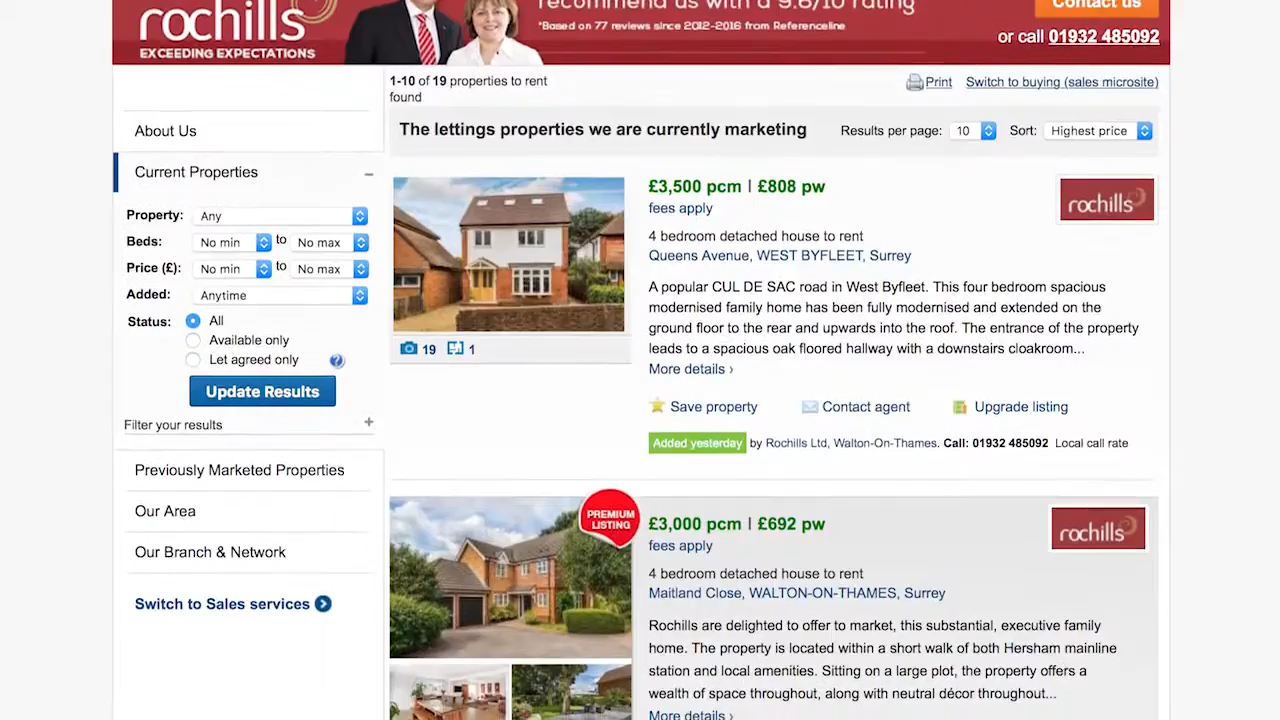 rochills
EXCEEDING EXPECTATIONS
recommend us with a 9.6/10 rating
*Based on 77 reviews since 2012-2016 from Referenceline
Contact us
or call 01932 485092
1-10 of 19 properties to rent
found
Print
Switch to buying (sales microsite)
The lettings properties we are currently marketing
Results per page: 10
Sort: Highest price
About Us
Current Properties
Property: Any
Beds: No min to No max
Price (£): No min to No max
Added: Anytime
Status: All
Available only
Let agreed only
?
Update Results
Filter your results
Previously Marketed Properties
Our Area
Our Branch & Network
Switch to Sales services
19 1
£3,500 pcm | £808 pw
fees apply
rochills
4 bedroom detached house to rent
Queens Avenue, WEST BYFLEET, Surrey
A popular CUL DE SAC road in West Byfleet. This four bedroom spacious
modernised family home has been fully modernised and extended on the
ground floor to the rear and upwards into the roof. The entrance of the property
leads to a spacious oak floored hallway with a downstairs cloakroom...
More details ›
Save property
Contact agent
Upgrade listing
Added yesterday by Rochills Ltd, Walton-On-Thames. Call: 01932 485092 Local call rate
PREMIUM
LISTING
£3,000 pcm | £692 pw
fees apply
rochills
4 bedroom detached house to rent
Maitland Close, WALTON-ON-THAMES, Surrey
Rochills are delighted to offer to market, this substantial, executive family
home. The property is located within a short walk of both Hersham mainline
station and local amenities. Sitting on a large plot, the property offers a
wealth of space throughout, along with neutral décor throughout...
More details ›